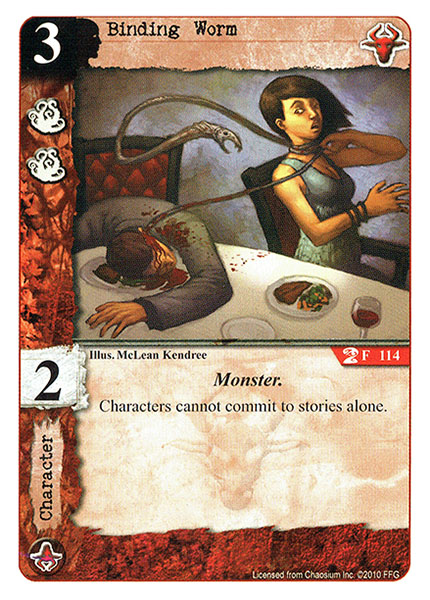 3 Binding Worm
Illus. McLean Kendree
F 114
2
Monster.
Characters cannot commit to stories alone.
Character
Licensed from Chaosium Inc. ©2010 FFG